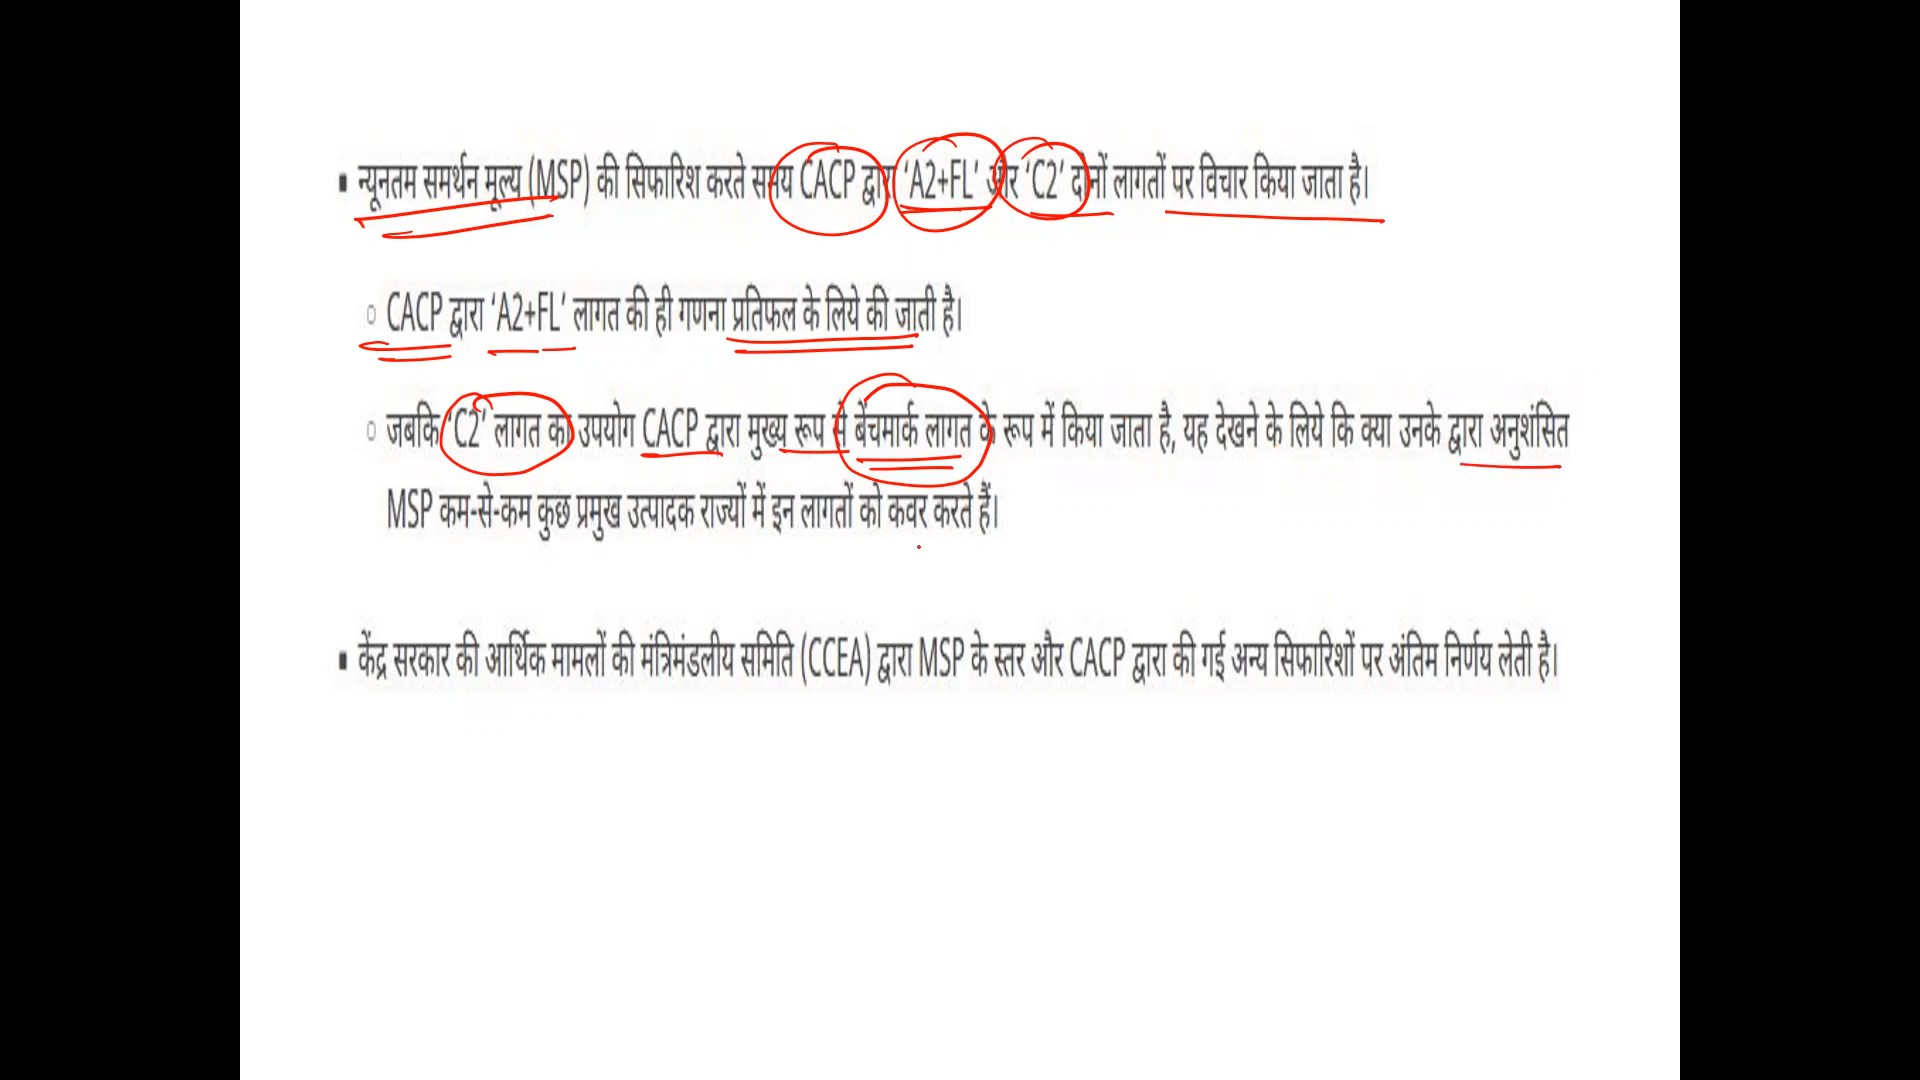 ▪ न्यूनतम समर्थन मूल्य (MSP) की सिफारिश करते समय CACP द्वारा ‘A2+FL’ और ‘C2’ दोनों लागतों पर विचार किया जाता है।
○ CACP द्वारा ‘A2+FL’ लागत की ही गणना प्रतिफल के लिये की जाती है।
○ जबकि ‘C2’ लागत का उपयोग CACP द्वारा मुख्य रूप से बेंचमार्क लागत के रूप में किया जाता है, यह देखने के लिये कि क्या उनके द्वारा अनुशंसित
MSP कम-से-कम कुछ प्रमुख उत्पादक राज्यों में इन लागतों को कवर करते हैं।
▪ केंद्र सरकार की आर्थिक मामलों की मंत्रिमंडलीय समिति (CCEA) द्वारा MSP के स्तर और CACP द्वारा की गई अन्य सिफारिशों पर अंतिम निर्णय लेती है।